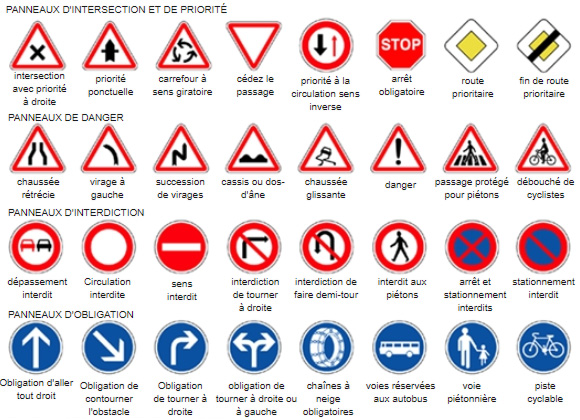 PANNEAUX D'INTERSECTION ET DE PRIORITÉ
STOP
intersection
avec priorité
à droite
priorité
ponctuelle
carrefour à
sens giratoire
cédez le
passage
priorité à la
circulation sens
inverse
arrêt
obligatoire
route
prioritaire
fin de route
prioritaire
PANNEAUX DE DANGER
chaussée
rétrécie
virage à
gauche
succession
de virages
cassis ou dos-
d'âne
chaussée
glissante
danger
passage protégé
pour piétons
débouché de
cyclistes
PANNEAUX D'INTERDICTION
dépassement
interdit
Circulation
interdite
sens
interdit
interdiction
de tourner
à droite
interdiction de
faire demi-tour
interdit aux
piétons
arrêt et
stationnement
interdits
stationnement
interdit
PANNEAUX D'OBLIGATION
Obligation d'aller
tout droit
Obligation de
contourner
l'obstacle
Obligation
de tourner à
droite
obligation de
tourner à droite ou
à gauche
chaînes à
neige
obligatoires
voies réservées
aux autobus
voie
piétonnière
piste
cyclable